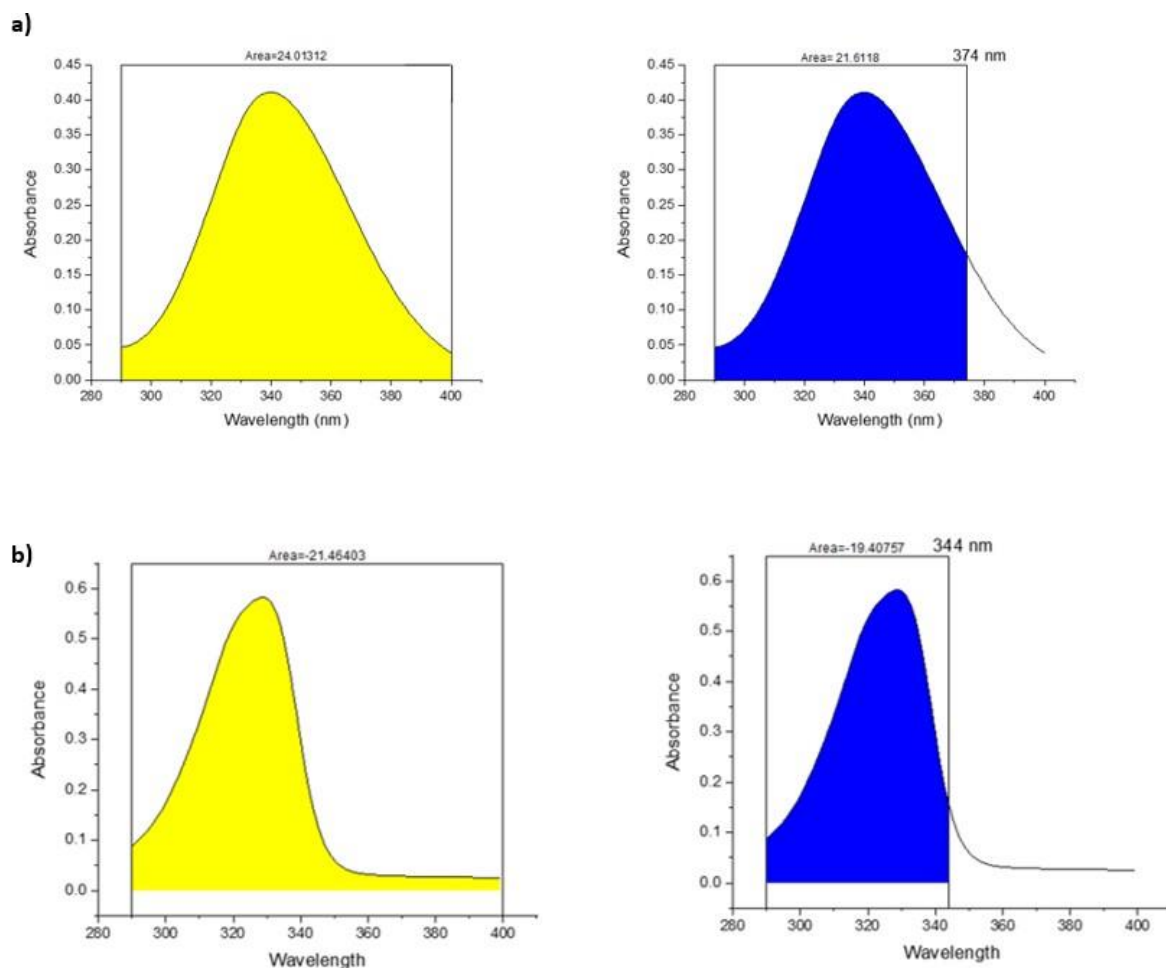 a)
Area=24.01312
0.45
0.40
0.35
0.30
0.25
0.20
0.15
0.10
0.05
0.00
Absorbance
280 300 320 340 360 380 400
Wavelength (nm)
Area= 21.6118 374 nm
0.45
0.40
0.35
0.30
0.25
0.20
0.15
0.10
0.05
0.00
Absorbance
280 300 320 340 360 380 400
Wavelength (nm)
b)
Area=-21.46403
0.6
0.5
0.4
0.3
0.2
0.1
0.0
Absorbance
280 300 320 340 360 380 400
Wavelength
Area=-19.40757 344 nm
0.6
0.5
0.4
0.3
0.2
0.1
0.0
Absorbance
280 300 320 340 360 380 400
Wavelength